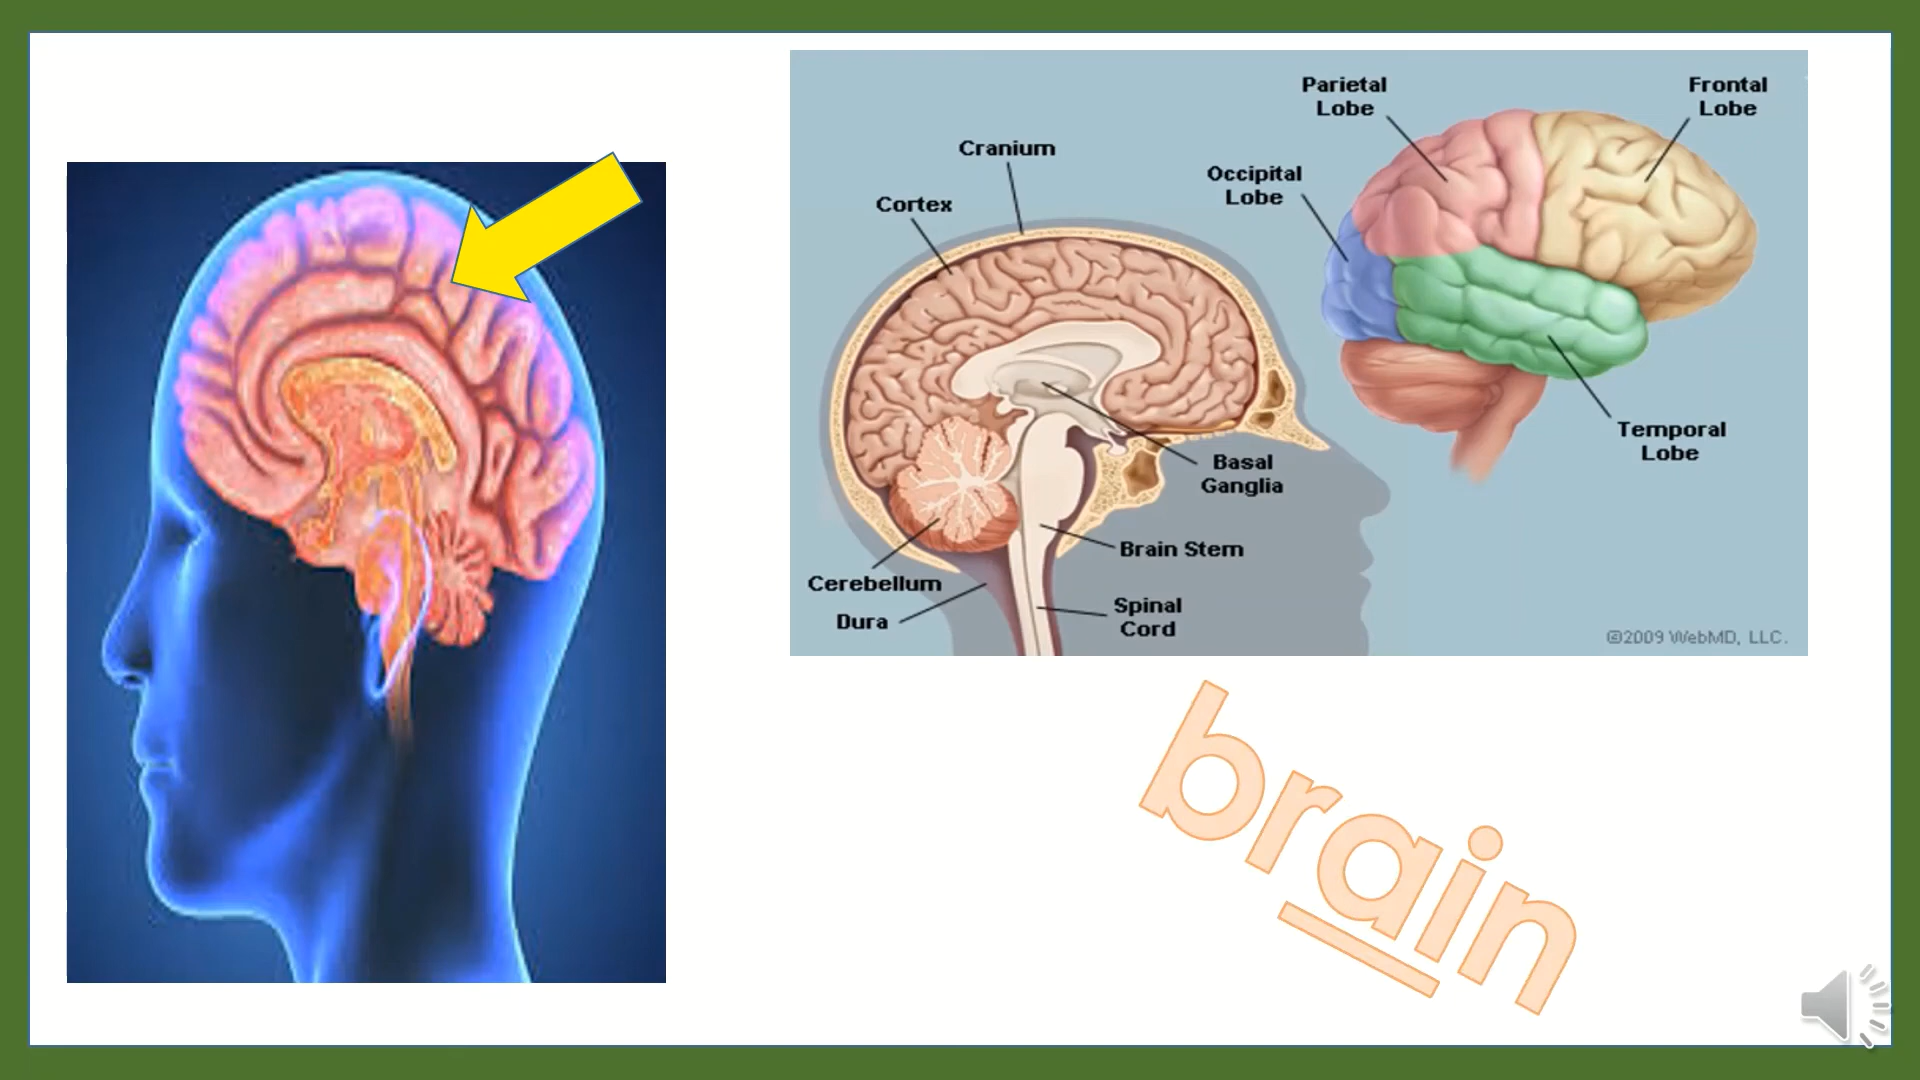 Parietal
Lobe
Frontal
Lobe
Cranium
Occipital
Lobe
Cortex
Temporal
Lobe
Basal
Ganglia
Brain Stem
Cerebellum
Spinal
Cord
Dura
©2009 WebMD, LLC.
brain